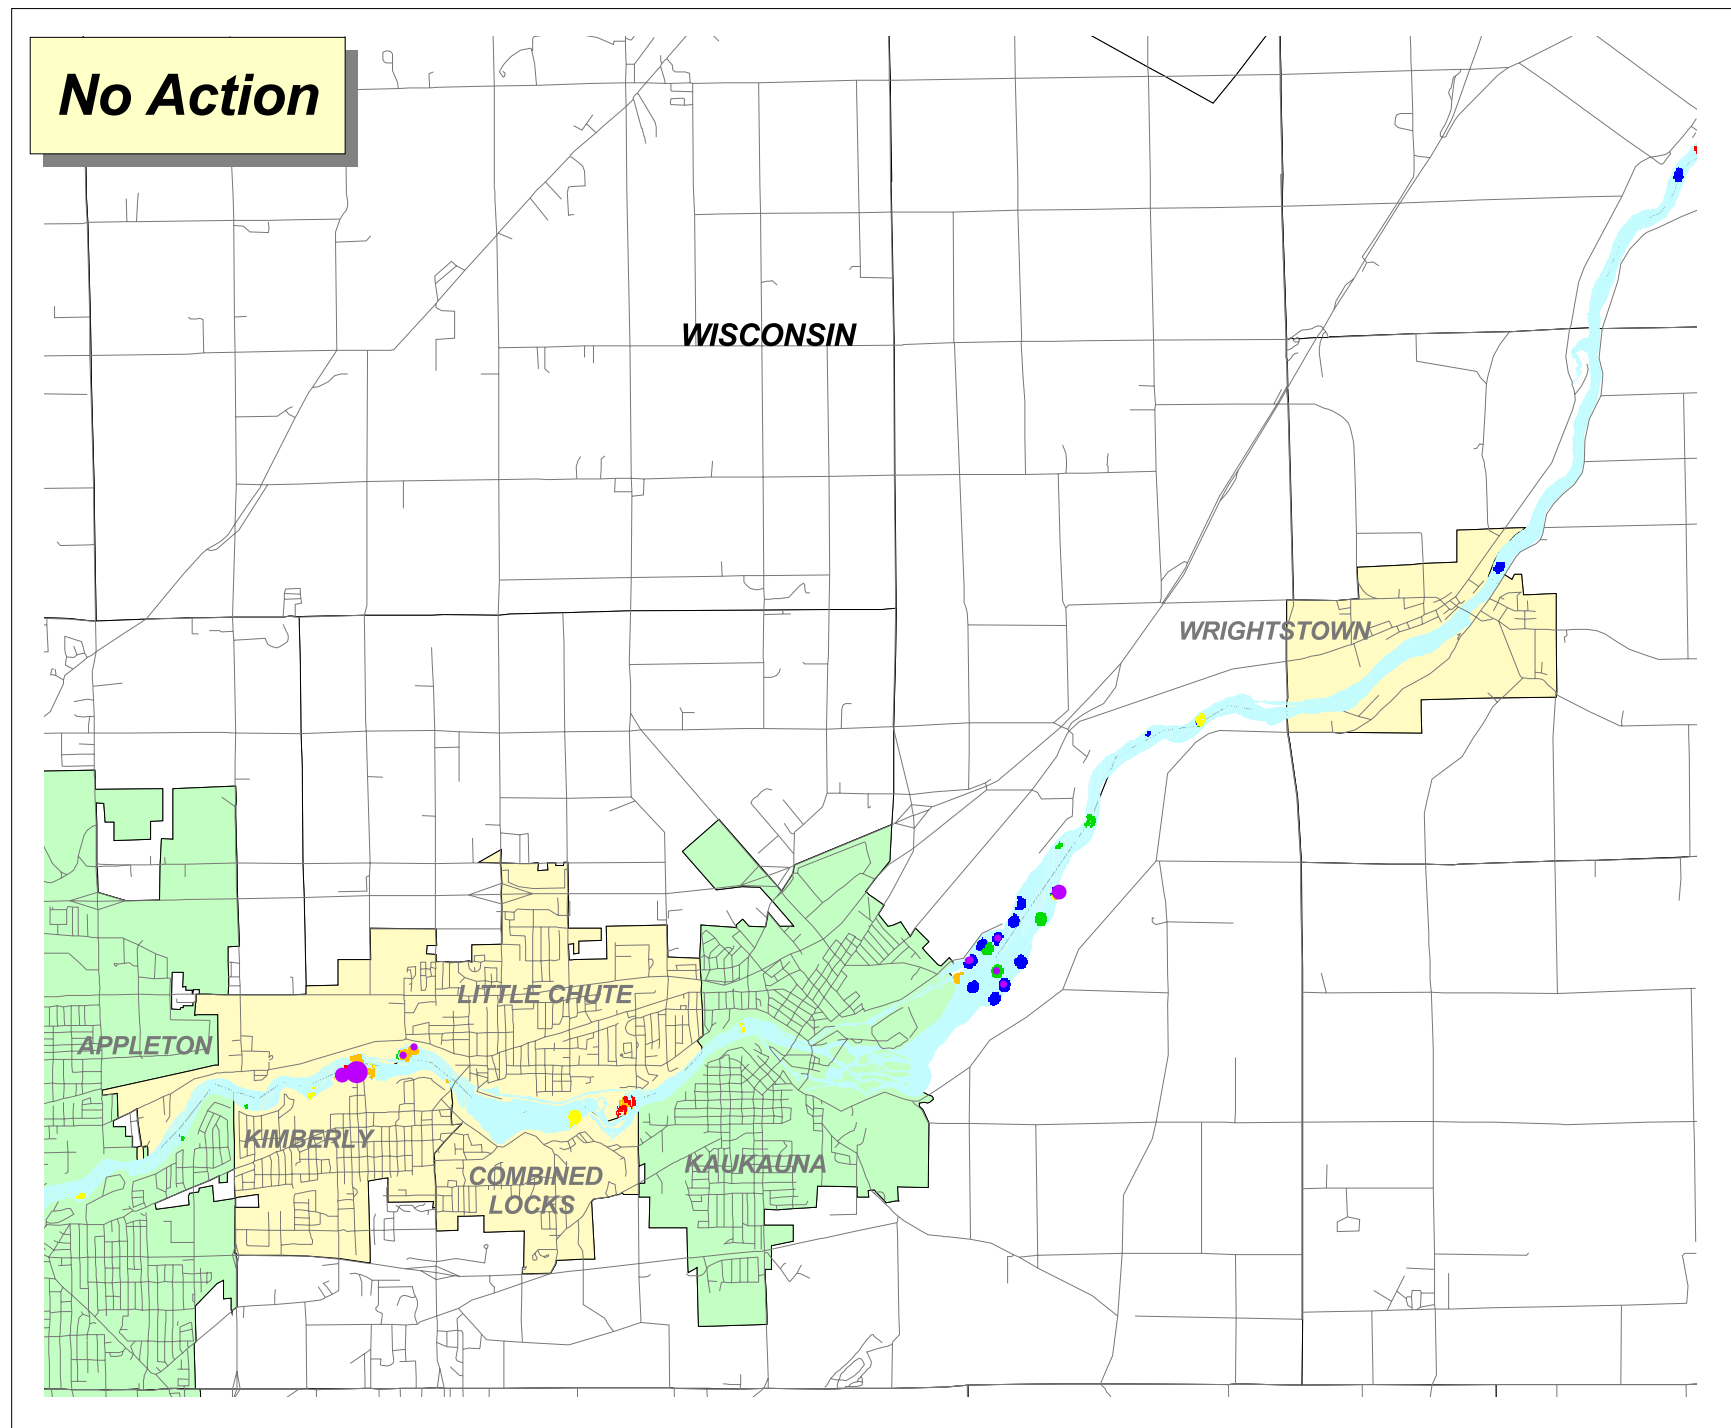 No Action
WISCONSIN
WRIGHTSTOWN
LITTLE CHUTE
APPLETON
KIMBERLY
COMBINED
LOCKS
KAUKAUNA